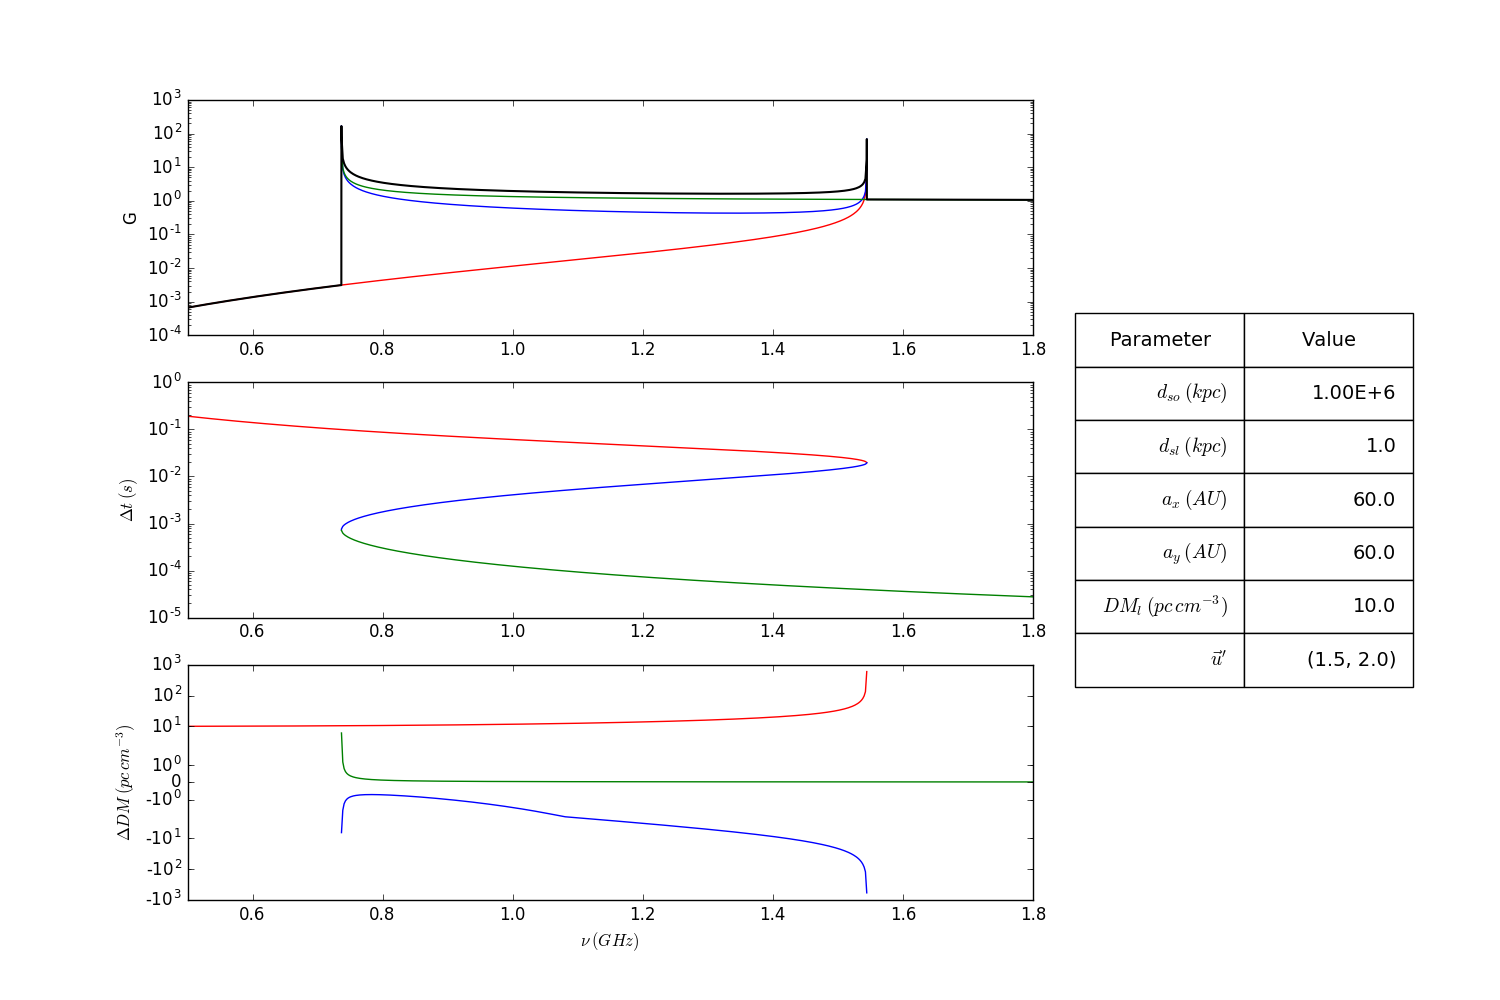 10^3
10^2
10^1
10^0
10^-1
10^-2
10^-3
10^-4
G
0.6 0.8 1.0 1.2 1.4 1.6 1.8
10^0
10^-1
10^-2
10^-3
10^-4
10^-5
Δt (s)
0.6 0.8 1.0 1.2 1.4 1.6 1.8
10^3
10^2
10^1
10^0
0
-10^0
-10^1
-10^2
-10^3
ΔDM (pc cm^−3)
0.6 0.8 1.0 1.2 1.4 1.6 1.8
ν (GHz)
Parameter Value
d_so (kpc) 1.00E+6
d_sl (kpc) 1.0
a_x (AU) 60.0
a_y (AU) 60.0
DM_l (pc cm^−3) 10.0
u⃗′ (1.5, 2.0)